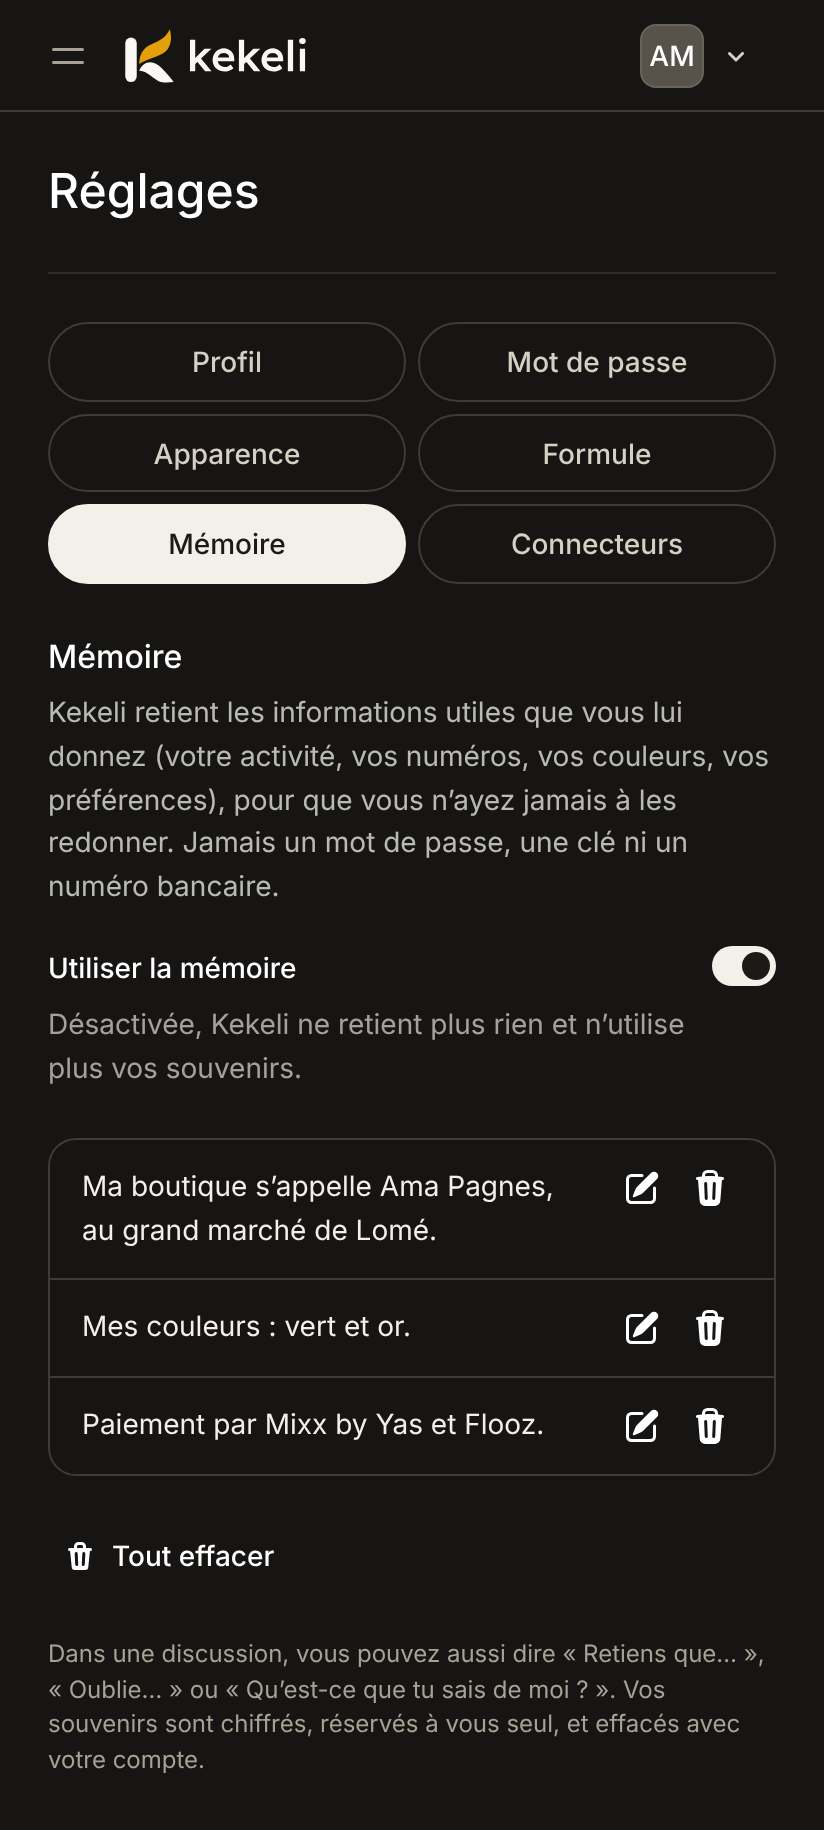 kekeli
AM
Réglages
Profil
Mot de passe
Apparence
Formule
Mémoire
Connecteurs
Mémoire
Kekeli retient les informations utiles que vous lui
donnez (votre activité, vos numéros, vos couleurs, vos
préférences), pour que vous n’ayez jamais à les
redonner. Jamais un mot de passe, une clé ni un
numéro bancaire.
Utiliser la mémoire
Désactivée, Kekeli ne retient plus rien et n’utilise
plus vos souvenirs.
Ma boutique s’appelle Ama Pagnes,
au grand marché de Lomé.
Mes couleurs : vert et or.
Paiement par Mixx by Yas et Flooz.
Tout effacer
Dans une discussion, vous pouvez aussi dire « Retiens que... »,
« Oublie... » ou « Qu’est-ce que tu sais de moi ? ». Vos
souvenirs sont chiffrés, réservés à vous seul, et effacés avec
votre compte.